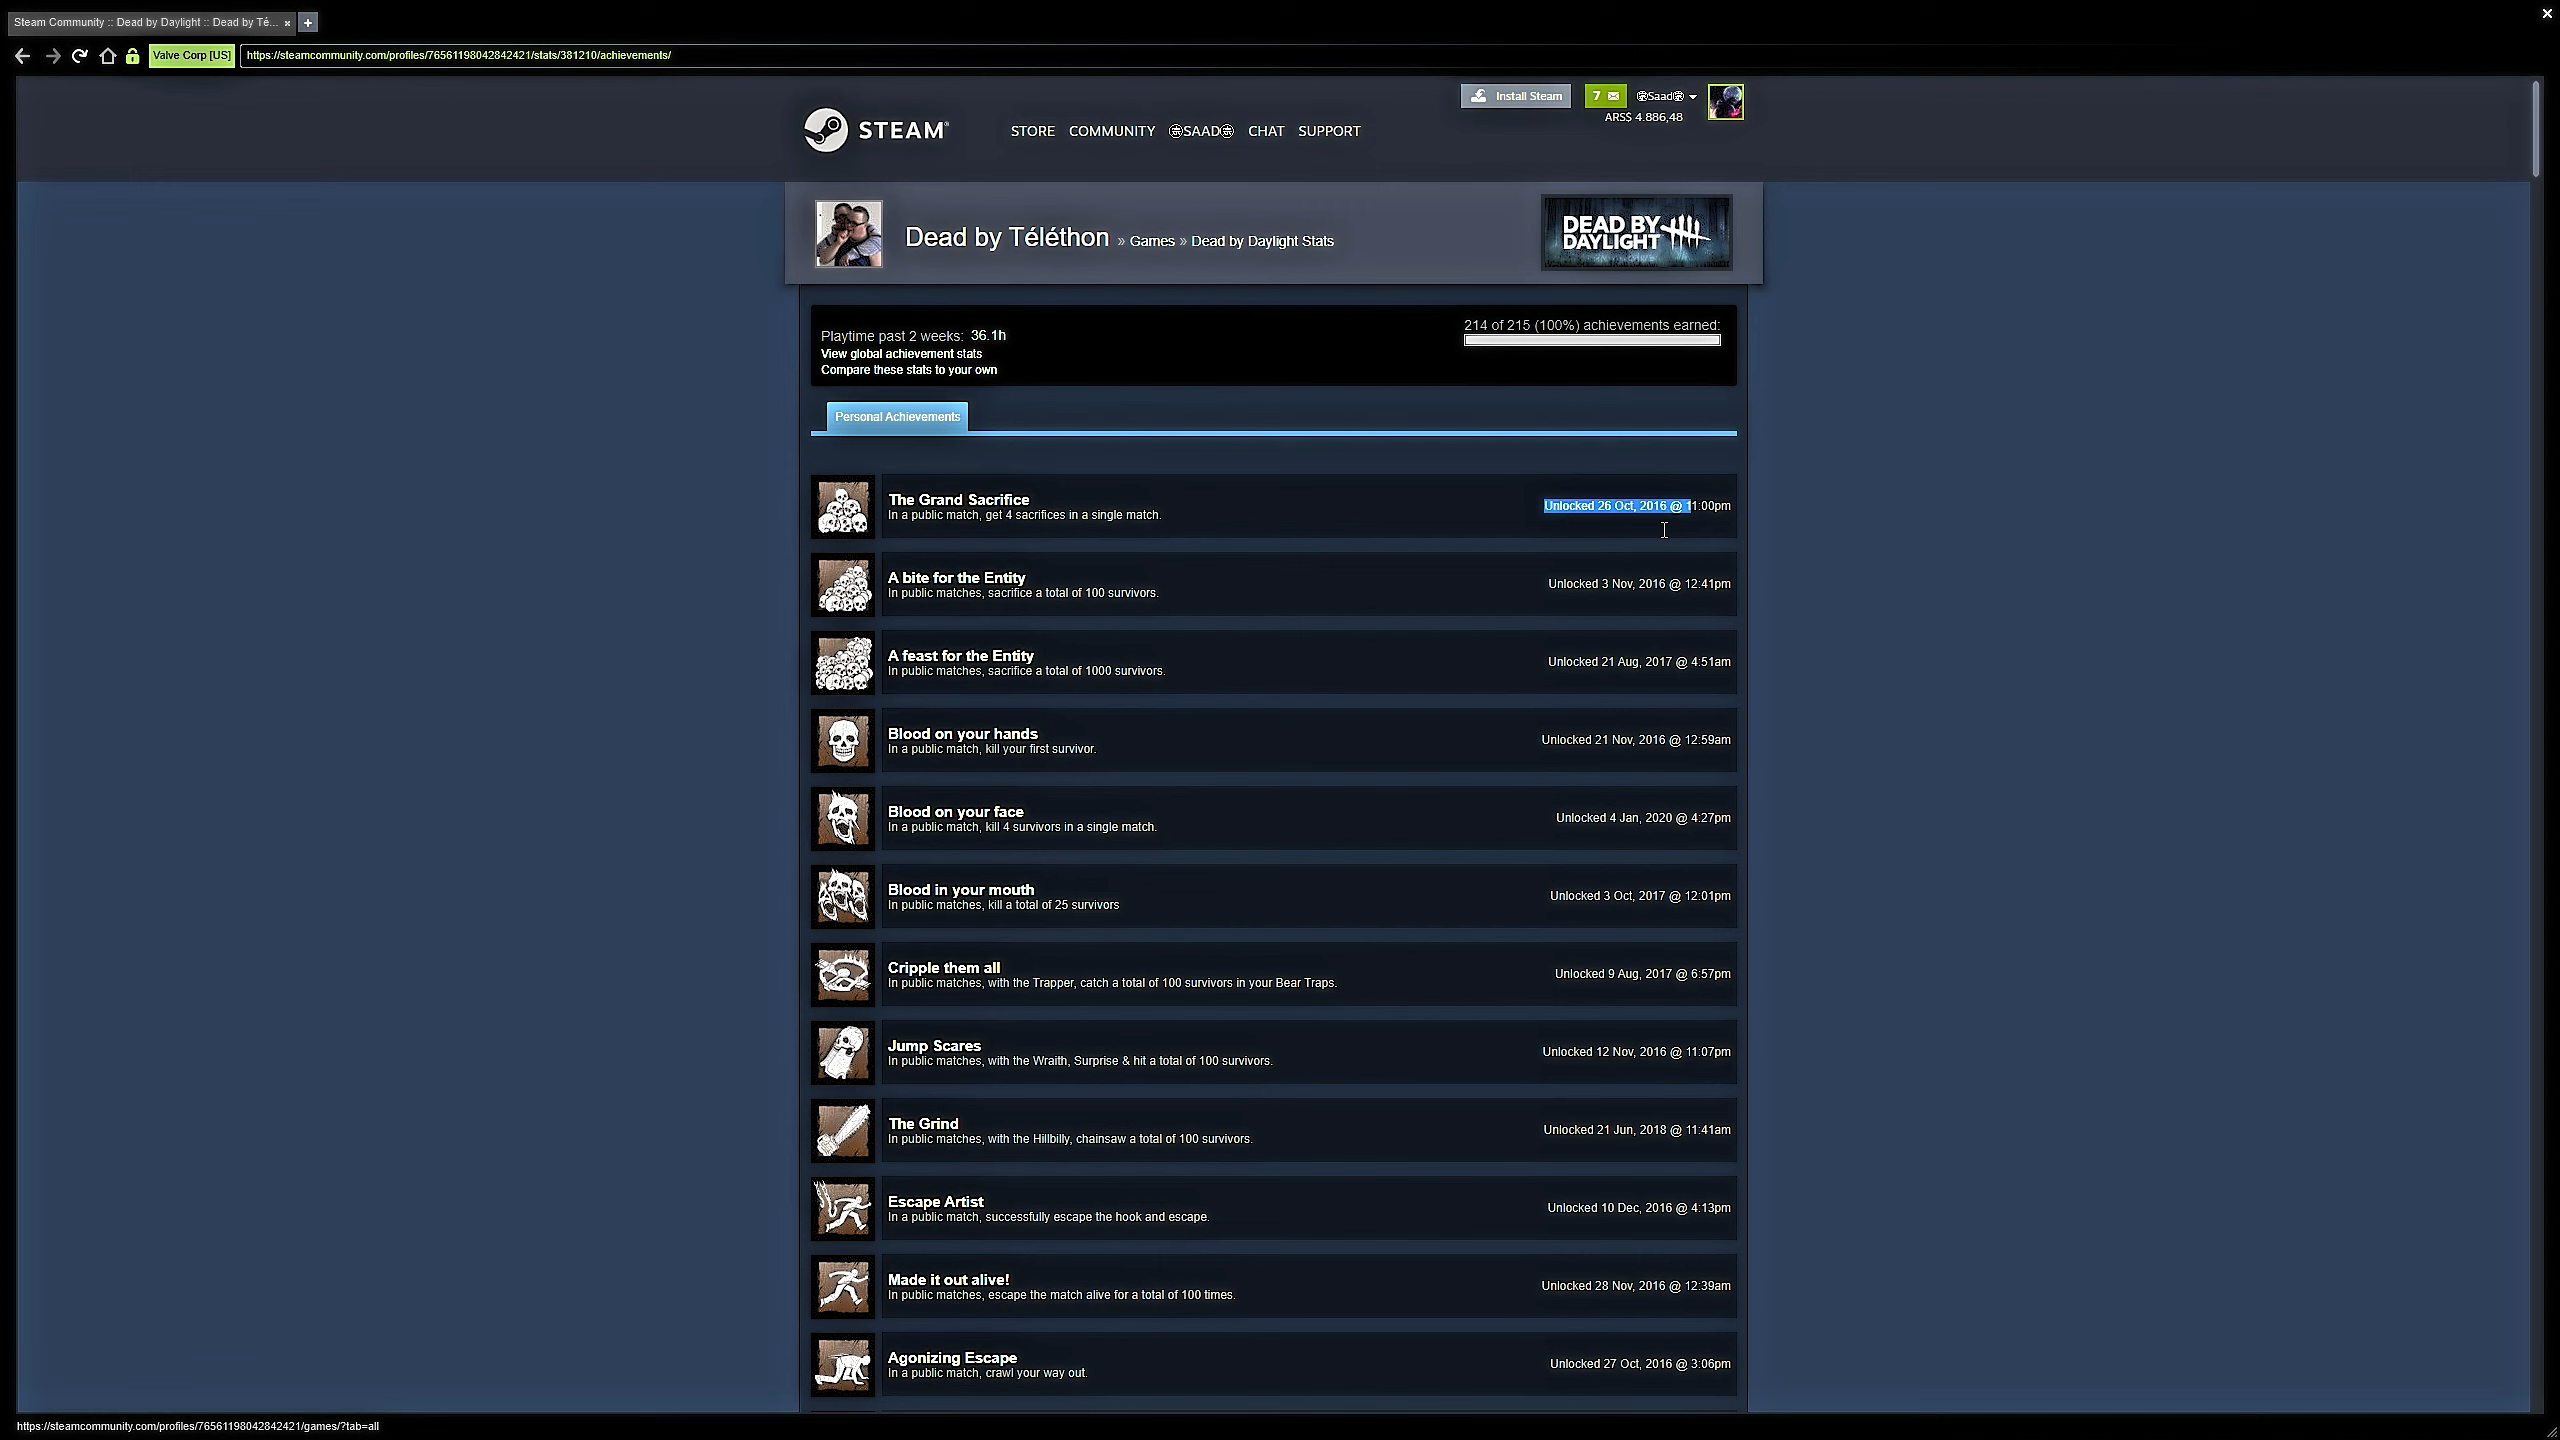 Steam Community :: Dead by Daylight :: Dead by Té...
Valve Corp [US]
https://steamcommunity.com/profiles/76561198042842421/stats/381210/achievements/
Install Steam
7
Saad
ARS$ 4.886,48
STEAM
STORE COMMUNITY SAAD CHAT SUPPORT
Dead by Téléthon » Games » Dead by Daylight Stats
DEAD BY
DAYLIGHT
Playtime past 2 weeks: 36.1h
View global achievement stats
Compare these stats to your own
214 of 215 (100%) achievements earned:
Personal Achievements
The Grand Sacrifice
In a public match, get 4 sacrifices in a single match.
Unlocked 26 Oct, 2016 @ 11:00pm
A bite for the Entity
In public matches, sacrifice a total of 100 survivors.
Unlocked 3 Nov, 2016 @ 12:41pm
A feast for the Entity
In public matches, sacrifice a total of 1000 survivors.
Unlocked 21 Aug, 2017 @ 4:51am
Blood on your hands
In a public match, kill your first survivor.
Unlocked 21 Nov, 2016 @ 12:59am
Blood on your face
In a public match, kill 4 survivors in a single match.
Unlocked 4 Jan, 2020 @ 4:27pm
Blood in your mouth
In public matches, kill a total of 25 survivors
Unlocked 3 Oct, 2017 @ 12:01pm
Cripple them all
In public matches, with the Trapper, catch a total of 100 survivors in your Bear Traps.
Unlocked 9 Aug, 2017 @ 6:57pm
Jump Scares
In public matches, with the Wraith, Surprise & hit a total of 100 survivors.
Unlocked 12 Nov, 2016 @ 11:07pm
The Grind
In public matches, with the Hillbilly, chainsaw a total of 100 survivors.
Unlocked 21 Jun, 2018 @ 11:41am
Escape Artist
In a public match, successfully escape the hook and escape.
Unlocked 10 Dec, 2016 @ 4:13pm
Made it out alive!
In public matches, escape the match alive for a total of 100 times.
Unlocked 28 Nov, 2016 @ 12:39am
Agonizing Escape
In a public match, crawl your way out.
Unlocked 27 Oct, 2016 @ 3:06pm
https://steamcommunity.com/profiles/76561198042842421/games/?tab=all